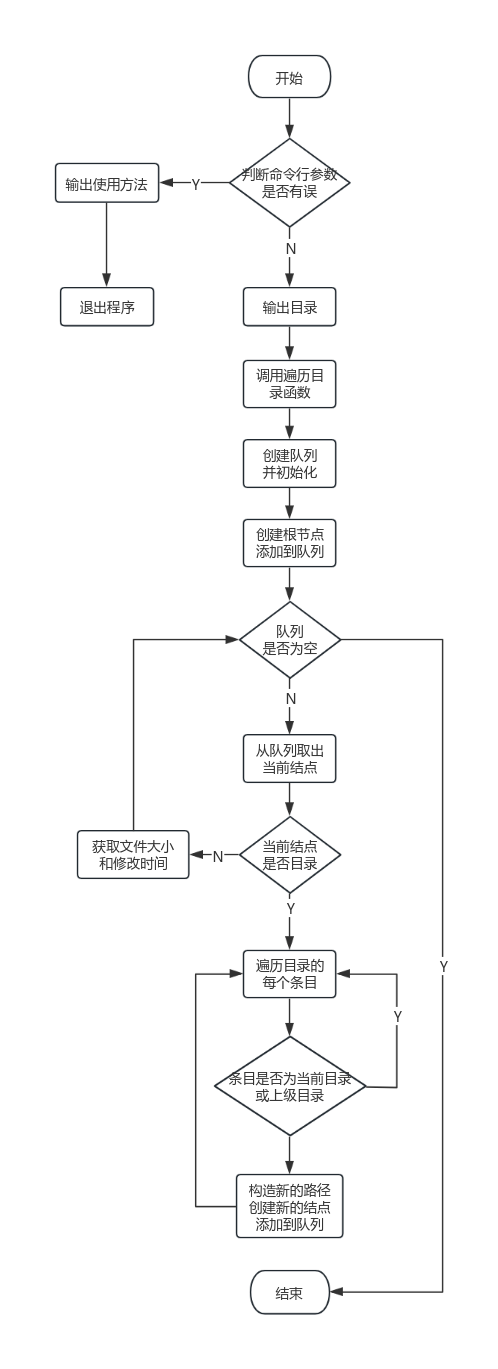 开始
判断命令行参数
是否有误
Y
输出使用方法
退出程序
N
输出目录
调用遍历目
录函数
创建队列
并初始化
创建根节点
添加到队列
队列
是否为空
N
从队列取出
当前结点
当前结点
是否目录
N
获取文件大小
和修改时间
Y
遍历目录的
每个条目
Y
Y
条目是否为当前目录
或上级目录
构造新的路径
创建新的结点
添加到队列
结束